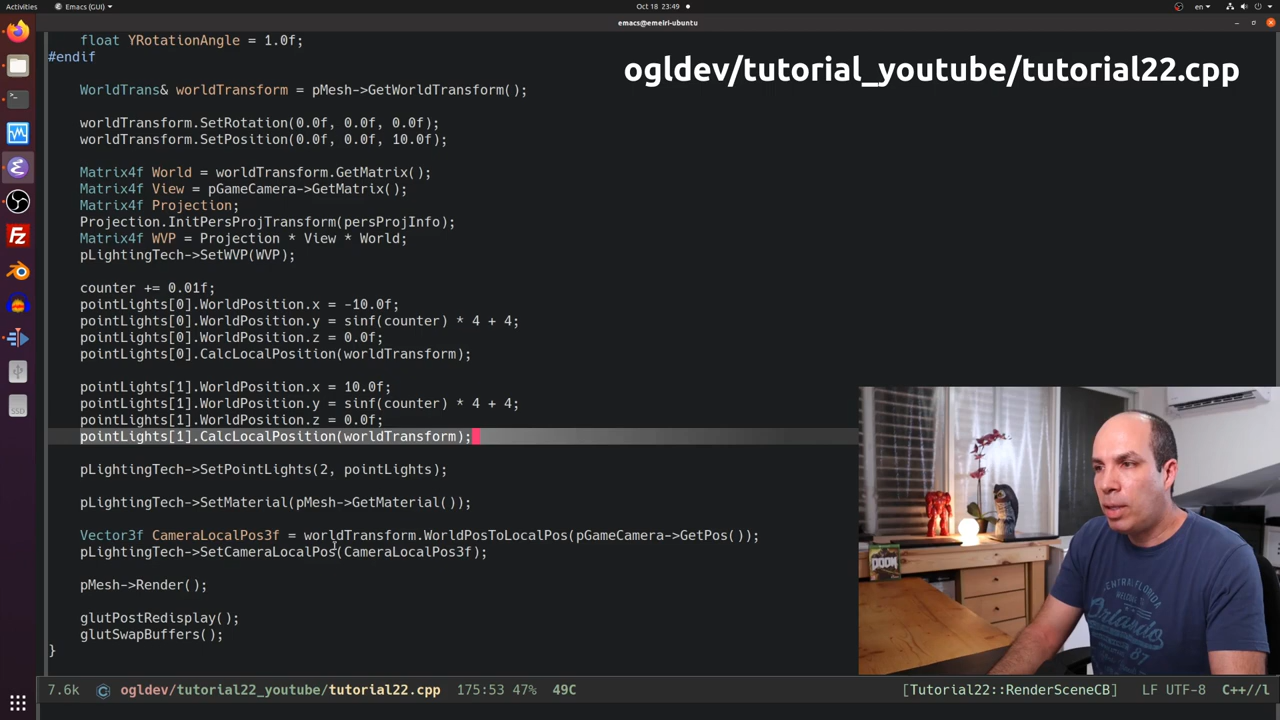 Activities
Emacs (GUI)
Oct 18 23:49
en
emacs@emeiri-ubuntu
float YRotationAngle = 1.0f;
#endif
ogldev/tutorial_youtube/tutorial22.cpp
WorldTrans& worldTransform = pMesh->GetWorldTransform();
worldTransform.SetRotation(0.0f, 0.0f, 0.0f);
worldTransform.SetPosition(0.0f, 0.0f, 10.0f);
Matrix4f World = worldTransform.GetMatrix();
Matrix4f View = pGameCamera->GetMatrix();
Matrix4f Projection;
Projection.InitPersProjTransform(persProjInfo);
Matrix4f WVP = Projection * View * World;
pLightingTech->SetWVP(WVP);
counter += 0.01f;
pointLights[0].WorldPosition.x = -10.0f;
pointLights[0].WorldPosition.y = sinf(counter) * 4 + 4;
pointLights[0].WorldPosition.z = 0.0f;
pointLights[0].CalcLocalPosition(worldTransform);
pointLights[1].WorldPosition.x = 10.0f;
pointLights[1].WorldPosition.y = sinf(counter) * 4 + 4;
pointLights[1].WorldPosition.z = 0.0f;
pointLights[1].CalcLocalPosition(worldTransform);
pLightingTech->SetPointLights(2, pointLights);
pLightingTech->SetMaterial(pMesh->GetMaterial());
Vector3f CameraLocalPos3f = worldTransform.WorldPosToLocalPos(pGameCamera->GetPos());
pLightingTech->SetCameraLocalPos(CameraLocalPos3f);
pMesh->Render();
glutPostRedisplay();
glutSwapBuffers();
}
DOOM
CENTRAL FLORIDA
Orlando
87
7.6k ogldev/tutorial22_youtube/tutorial22.cpp 175:53 47% 49C [Tutorial22::RenderSceneCB] LF UTF-8 C++//l